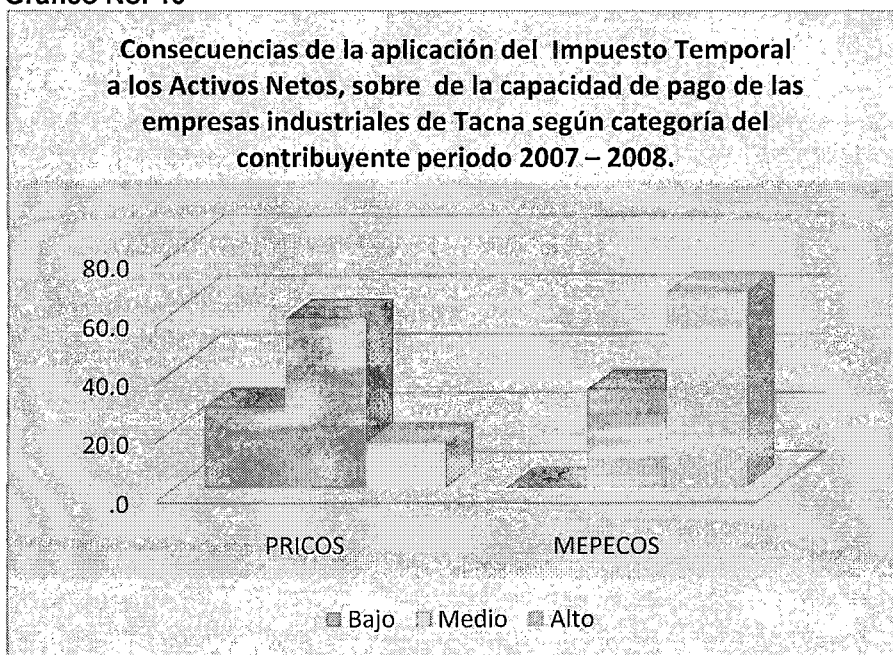 Consecuencias de la aplicación del Impuesto Temporal
a los Activos Netos, sobre de la capacidad de pago de las
empresas industriales de Tacna según categoría del
contribuyente periodo 2007 – 2008.
80.0
60.0
40.0
20.0
.0
PRICOS MEPECOS
Bajo Medio Alto